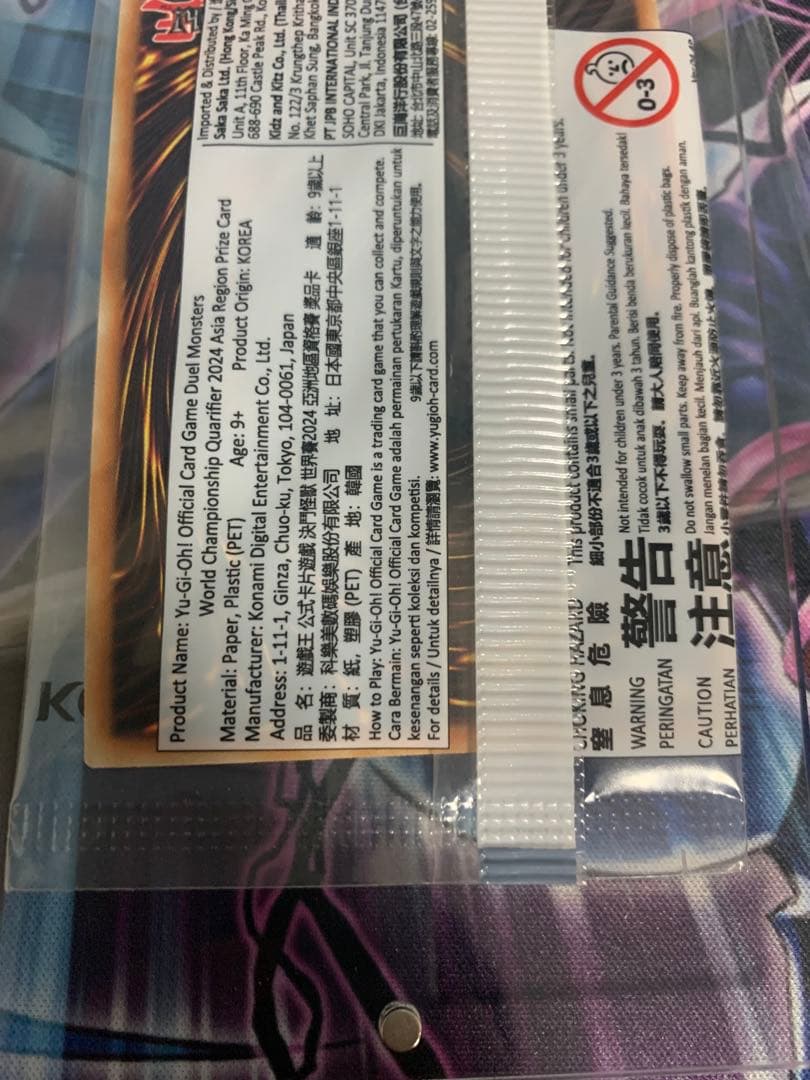 Product Name: Yu-Gi-Oh! Official Card Game Duel Monsters
World Championship Quarifier 2024 Asia Region Prize Card
Material: Paper, Plastic (PET) Age: 9+ Product Origin: KOREA
Manufacturer: Konami Digital Entertainment Co., Ltd.
Address: 1-11-1, Ginza, Chuo-ku, Tokyo, 104-0061, Japan
品 名: 遊戲王 公式卡片遊戲 決鬥怪獸 世界賽2024 亞洲地區資格賽 獎品卡 適 齡: 9歲以上
委製商: 科樂美數碼娛樂股份有限公司 地 址: 日本國東京都中央區銀座1-11-1
材 質: 紙, 塑膠 (PET) 產 地: 韓國
How to Play: Yu-Gi-Oh! Official Card Game is a trading card game that you can collect and compete.
Cara Bermain: Yu-Gi-Oh! Official Card Game adalah permainan pertukaran Kartu, diperuntukan untuk
kesenangan seperti koleksi dan kompetisi.
For details / Untuk detailnya / 詳情請瀏覽: www.yugioh-card.com
Imported & Distributed by
Saka Saka Ltd. (Hong Kong/
Unit A, 11th Floor, Ka Ming
688-690 Castle Peak Rd,
Kidz and Kitz Co., Ltd. (Thai
No. 122/3 Krungthep Kritha
Khet Saphan Sung, Bangkok
PT JPB INTERNATIONAL IND
SOHO CAPITAL, Unit SC 370
Central Park, Jl. Tanjung Du
DKI Jakarta, Indonesia 1147
K
CHOKING HAZARD This product contains small parts. Not intended for children under 3 years.
窒 息 危 險 細小部份不適合3歲或以下之兒童.
0-3
WARNING
PERINGATAN
警告
Not intended for children under 3 years. Parental Guidance Suggested.
Tidak cocok untuk anak dibawah 3 tahun. Berisi benda berukuran kecil. Bahaya tersedak!
3歲以下不得玩耍. 請大人陪同使用.
CAUTION
PERHATIAN
注意
Do not swallow small parts. Keep away from fire. Properly dispose of plastic bags.
Jangan menelan bagian kecil. Menjauh dari api. Buanglah kantong plastik dengan aman.